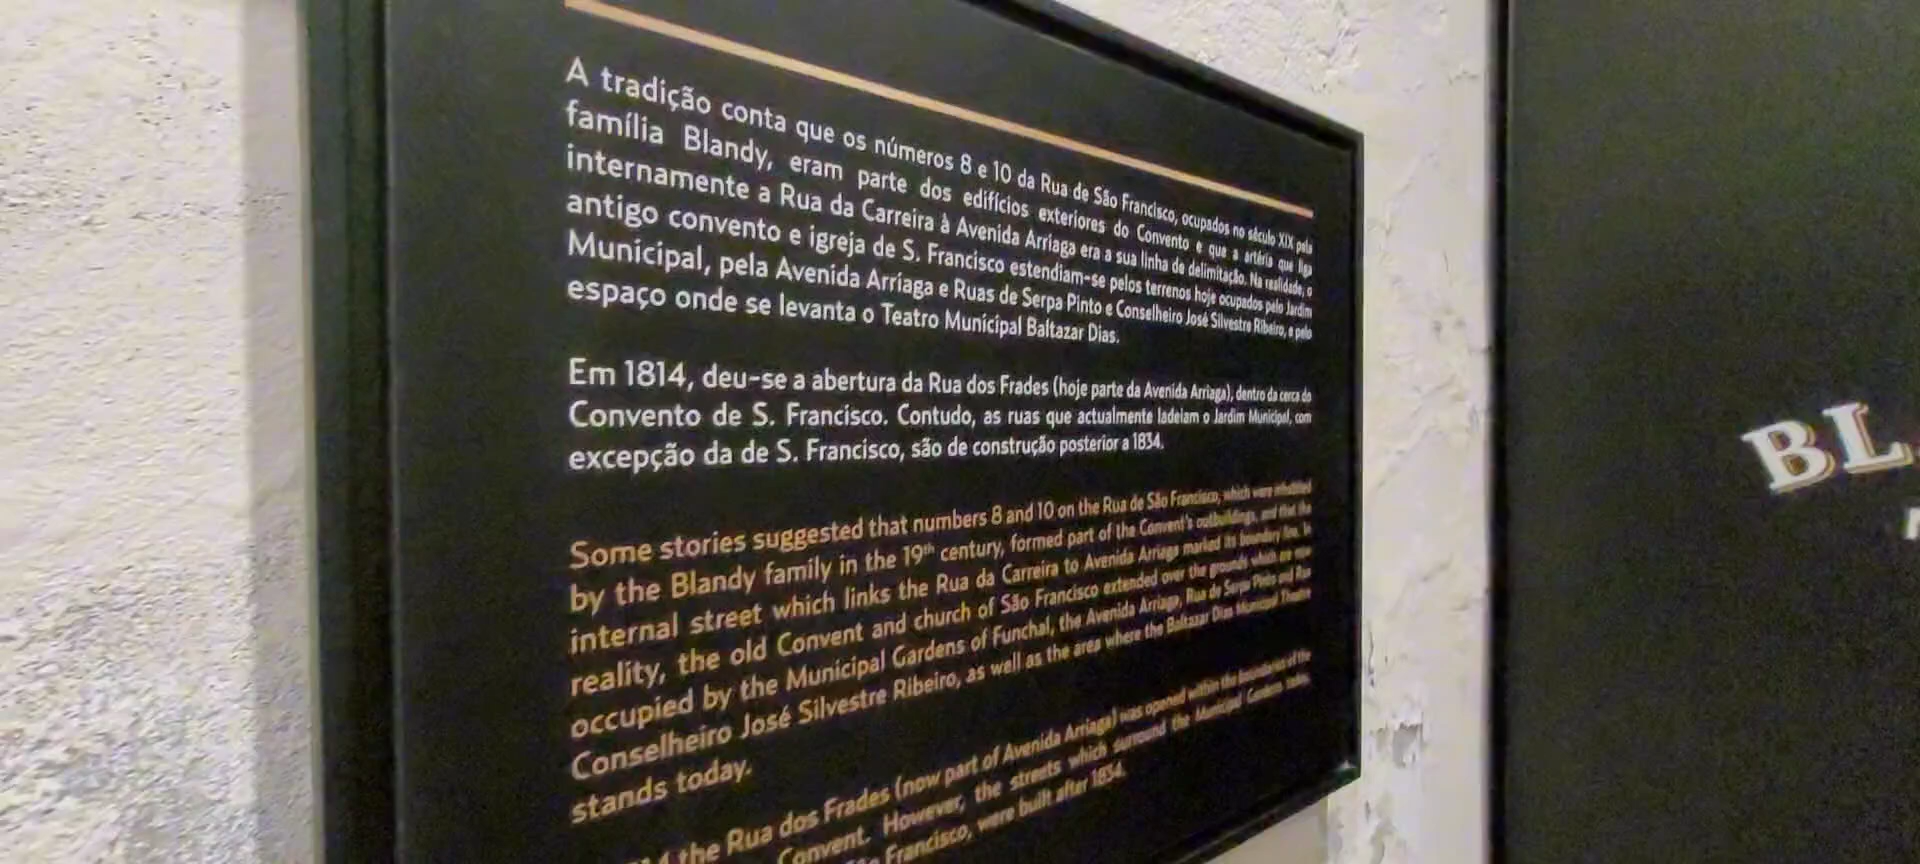 A tradição conta que os números 8 e 10 da Rua de São Francisco, ocupados no século XIX pela
família Blandy, eram parte dos edifícios exteriores do Convento e que a artéria que liga
internamente a Rua da Carreira à Avenida Arriaga era a sua linha de delimitação. Na realidade, o
antigo convento e igreja de S. Francisco estendiam-se pelos terrenos hoje ocupados pelo Jardim
Municipal, pela Avenida Arriaga e Ruas de Serpa Pinto e Conselheiro José Silvestre Ribeiro, e pelo
espaço onde se levanta o Teatro Municipal Baltazar Dias.
Em 1814, deu-se a abertura da Rua dos Frades (hoje parte da Avenida Arriaga), dentro da cerca do
Convento de S. Francisco. Contudo, as ruas que actualmente ladeiam o Jardim Municipal, com
excepção da de S. Francisco, são de construção posterior a 1834.
Some stories suggested that numbers 8 and 10 on the Rua de São Francisco, which were inhabited
by the Blandy family in the 19th century, formed part of the Convent's outbuildings, and that the
internal street which links the Rua da Carreira to Avenida Arriaga marked its boundary line. In
reality, the old Convent and church of São Francisco extended over the grounds which are now
occupied by the Municipal Gardens of Funchal, the Avenida Arriaga, Rua de Serpa Pinto and Rua
Conselheiro José Silvestre Ribeiro, as well as the area where the Baltazar Dias Municipal Theatre
stands today.
the Rua dos Frades (now part of Avenida Arriaga) was opened within the boundaries of the
Convent. However, the streets which surround the Municipal Gardens today,
Francisco, were built after 1834.
BL